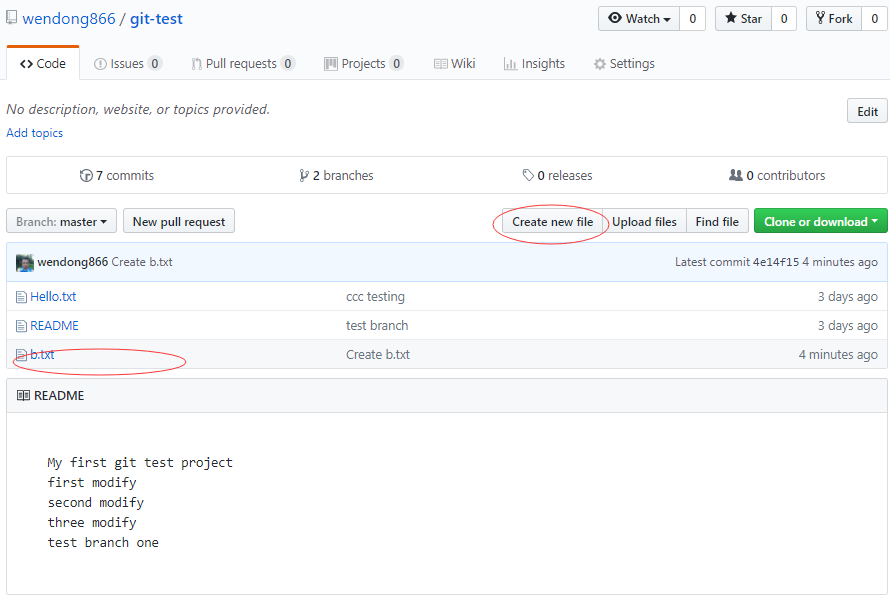 wendong866 / git-test
Watch 0 Star 0 Fork 0
Code Issues 0 Pull requests 0 Projects 0 Wiki Insights Settings
No description, website, or topics provided.
Edit
Add topics
7 commits 2 branches 0 releases 0 contributors
Branch: master New pull request Create new file Upload files Find file Clone or download
wendong866 Create b.txt Latest commit 4e14f15 4 minutes ago
Hello.txt ccc testing 3 days ago
README test branch 3 days ago
b.txt Create b.txt 4 minutes ago
README
My first git test project
first modify
second modify
three modify
test branch one